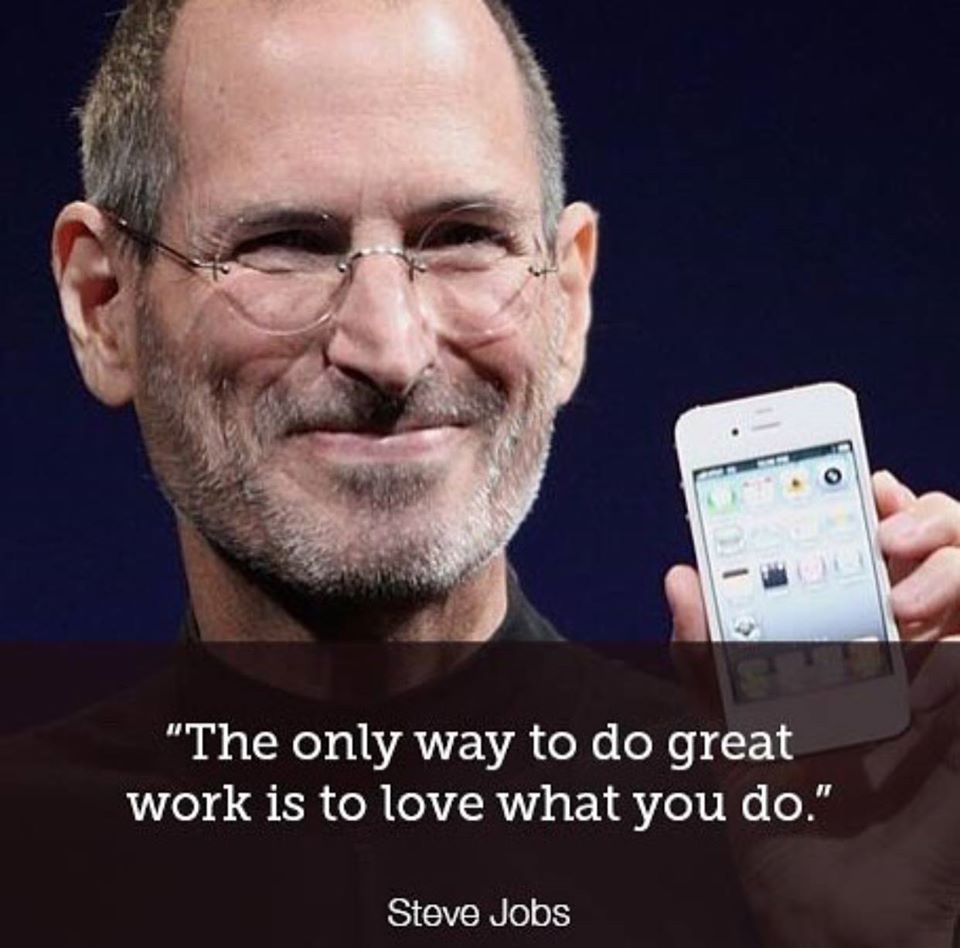 “The only way to do great
work is to love what you do.”
Steve Jobs